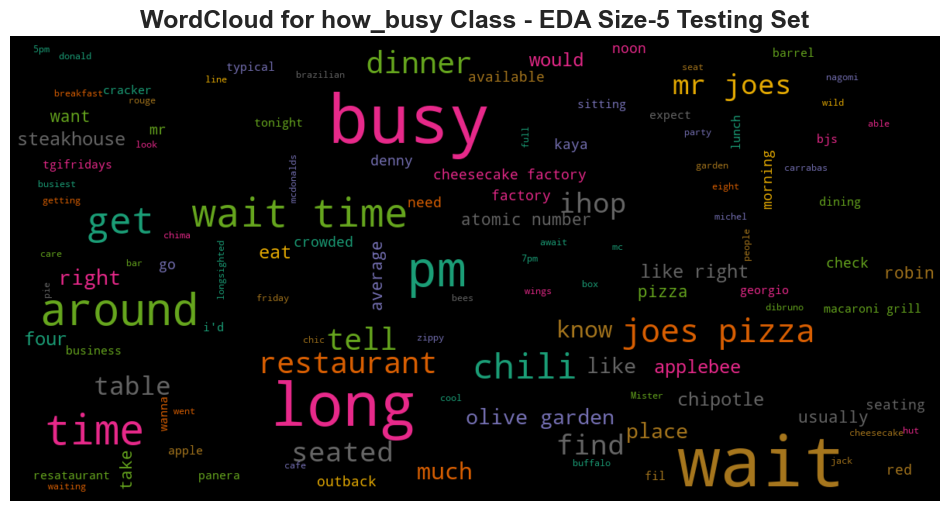 WordCloud for how_busy Class - EDA Size-5 Testing Set
5pm
donald
typical
brazilian
dinner
would
noon
barrel
line
available
mr joes
seat
nagomi
breakfast
cracker
rouge
busy
sitting
wild
want
mr
tonight
full
expect
party
lunch
able
steakhouse
look
kaya
bjs
tgifridays
mcdonalds
denny
cheesecake factory
garden
morning
carrabas
busiest
getting
factory
ihop
eight
get
wait time
need
atomic number
michel
dining
chima
crowded
await
mc
people
care
bar
go
longsighted
eat
average
pm
7pm
box
like right
check
robin
right
pie
friday
bees
wings
pizza
georgio
dibruno
macaroni grill
around
i'd
four
business
chic
tell
zippy
know
joes pizza
restaurant
chili
like
applebee
table
wanna
went
long
cool
Mister
chipotle
seating
time
olive garden
usually
cheesecake
hut
take
apple
seated
find
place
wait
jack
resataurant
waiting
panera
cafe
outback
much
buffalo
fil
red